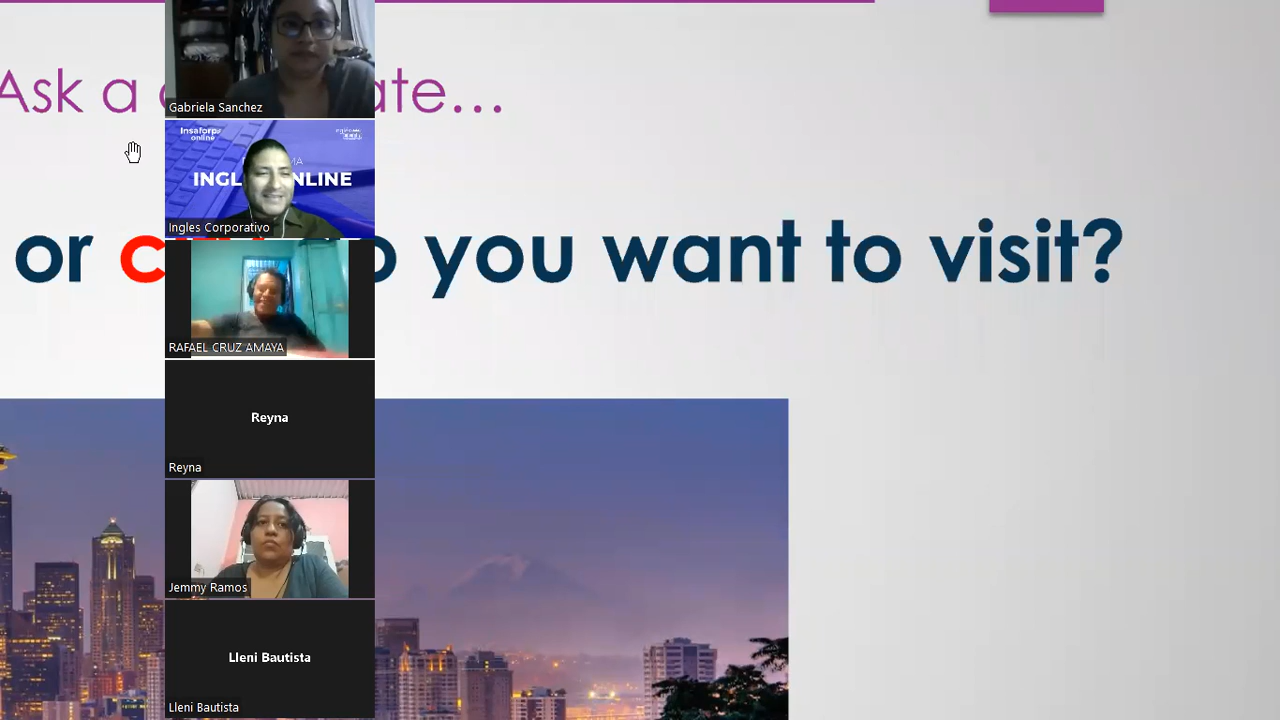 Ask a ate...
Gabriela Sanchez
Insaforp
online
INGL NLINE
Ingles Corporativo
or c o you want to visit?
RAFAEL CRUZ AMAYA
Reyna
Reyna
Jemmy Ramos
Lleni Bautista
Lleni Bautista